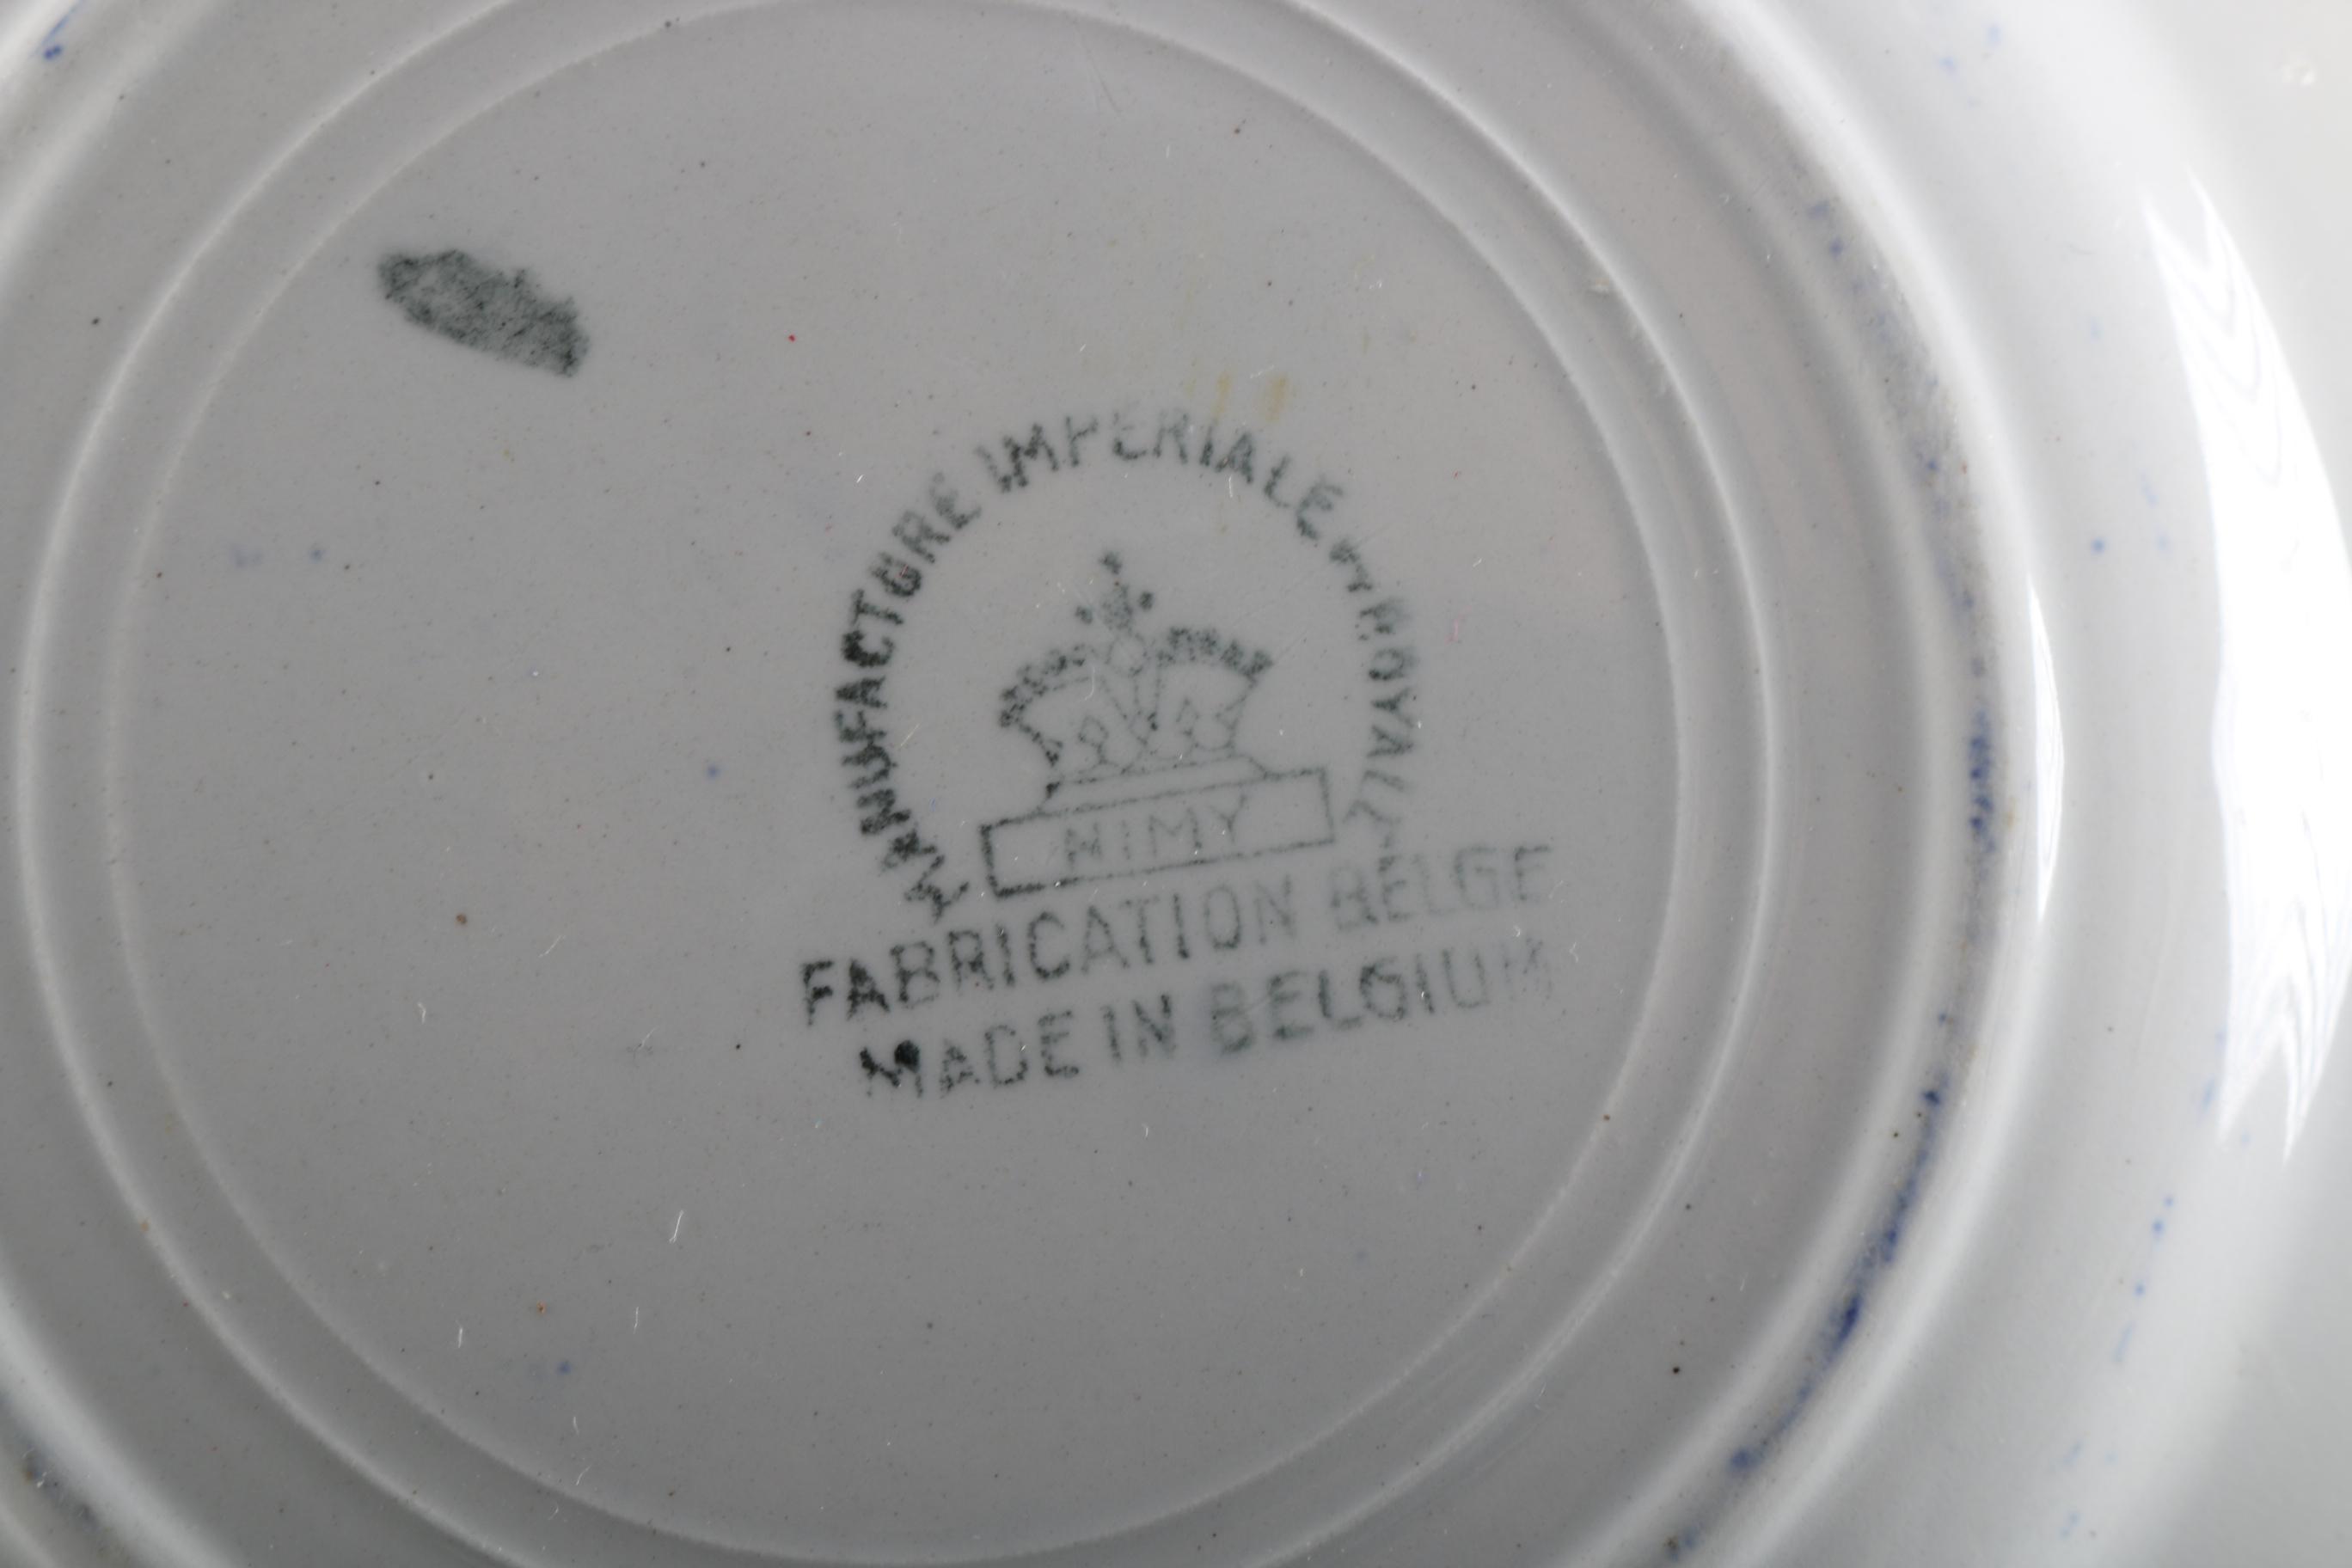 MANUFACTURE IMPERIALE ET ROYALE
NIMY
FABRICATION BELGE
MADE IN BELGIUM